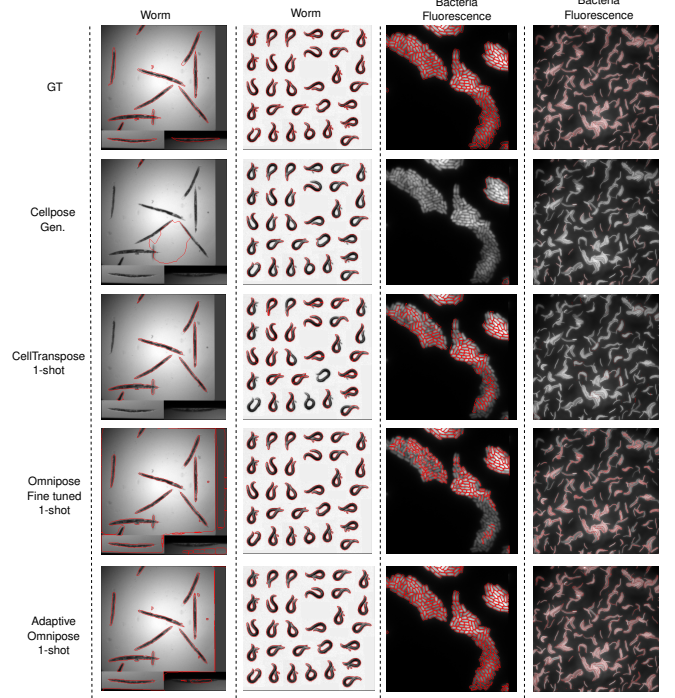 Worm
Worm
Bacteria
Fluorescence
Bacteria
Fluorescence
GT
Cellpose
Gen.
CellTranspose
1-shot
Omnipose
Fine tuned
1-shot
Adaptive
Omnipose
1-shot